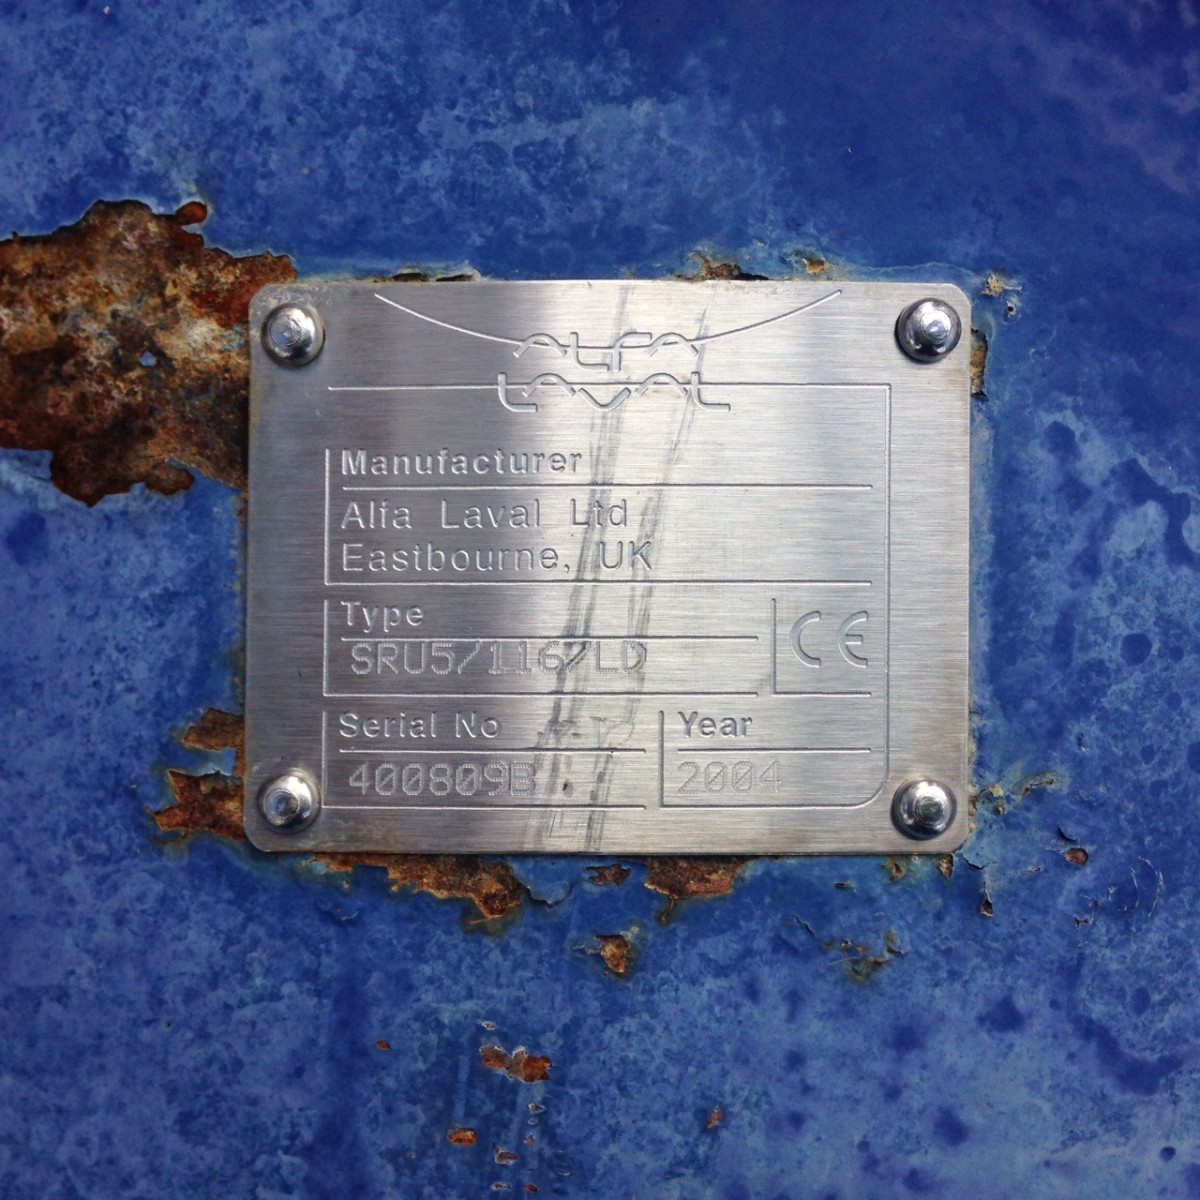 ALFA
LAVAL
Manufacturer
Alfa Laval Ltd
Eastbourne, UK
Type
SRU5/116/LD
CE
Serial No
Year
400809B
2004